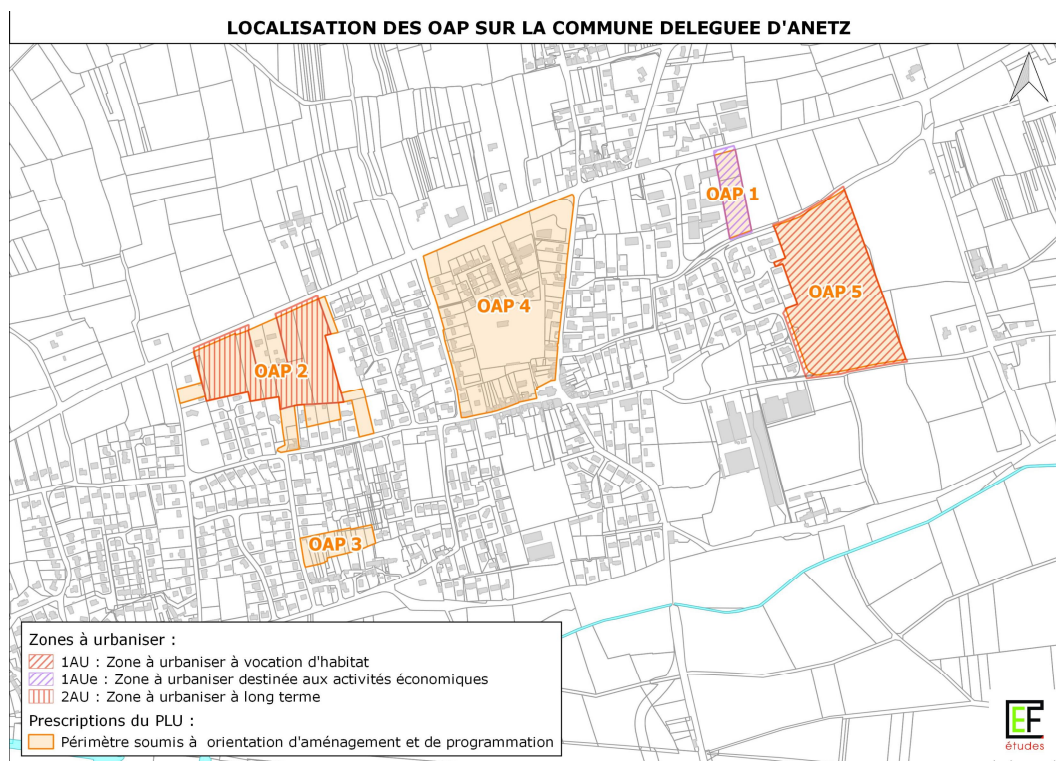 LOCALISATION DES OAP SUR LA COMMUNE DELEGUEE D'ANETZ
OAP 1
OAP 5
OAP 4
OAP 2
OAP 3
Zones à urbaniser :
1AU : Zone à urbaniser à vocation d'habitat
1AUe : Zone à urbaniser destinée aux activités économiques
2AU : Zone à urbaniser à long terme
Prescriptions du PLU :
Périmètre soumis à orientation d'aménagement et de programmation
EF
études